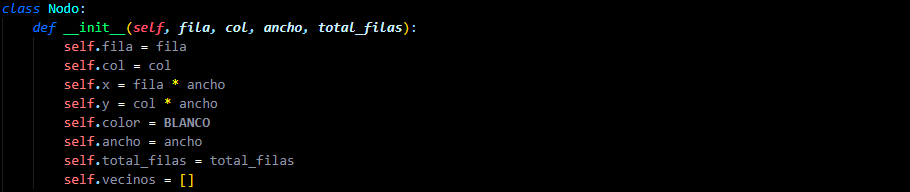 class Nodo:
    def __init__(self, fila, col, ancho, total_filas):
        self.fila = fila
        self.col = col
        self.x = fila * ancho
        self.y = col * ancho
        self.color = BLANCO
        self.ancho = ancho
        self.total_filas = total_filas
        self.vecinos = []